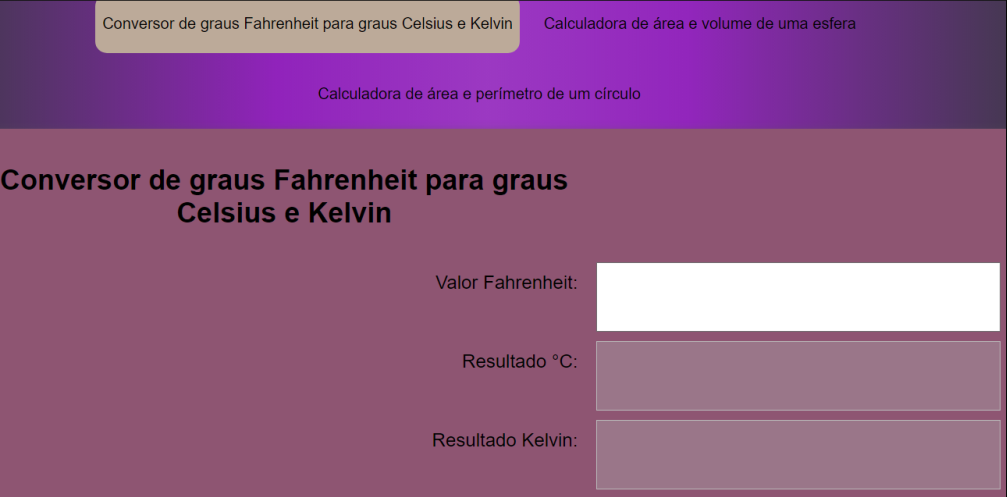 Conversor de graus Fahrenheit para graus Celsius e Kelvin
Calculadora de área e volume de uma esfera
Calculadora de área e perímetro de um círculo
Conversor de graus Fahrenheit para graus
Celsius e Kelvin
Valor Fahrenheit:
Resultado °C:
Resultado Kelvin: